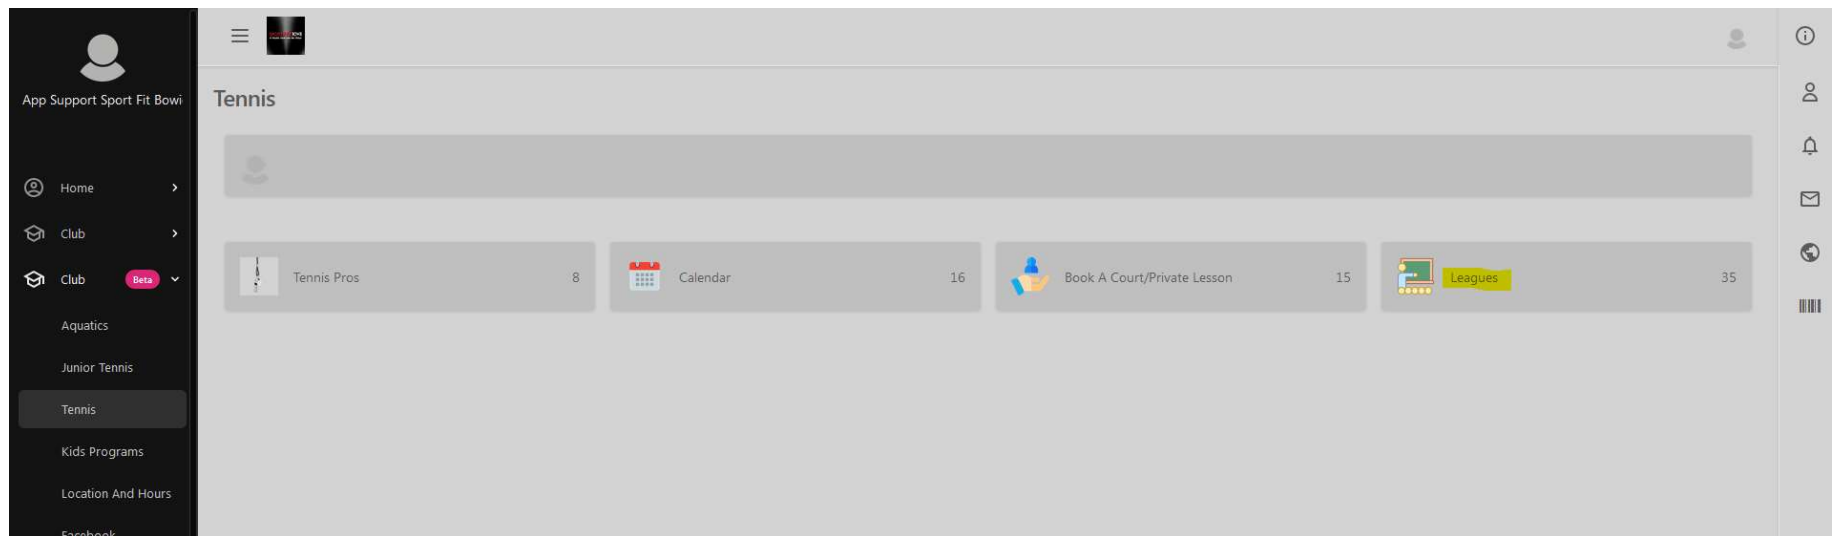 App Support Sport Fit Bowi
Home
Club
Club Beta
Aquatics
Junior Tennis
Tennis
Kids Programs
Location And Hours
Facebook
Tennis
Tennis Pros 8
Calendar 16
Book A Court/Private Lesson 15
Leagues 35